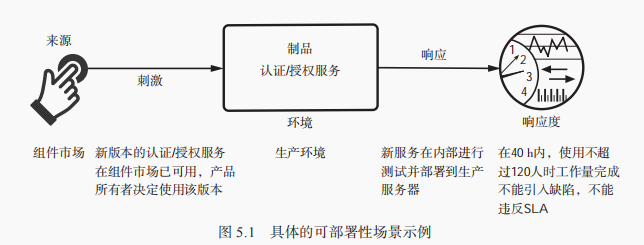 来源
刺激
制品
认证/授权服务
环境
响应
1
2
3
4
响应度
组件市场
新版本的认证/授权服务
在组件市场已可用，产品
所有者决定使用该版本
生产环境
新服务在内部进行
测试并部署到生产
服务器
在40 h内，使用不超
过120人时工作量完成
不能引入缺陷，不能
违反SLA
图 5.1 具体的可部署性场景示例